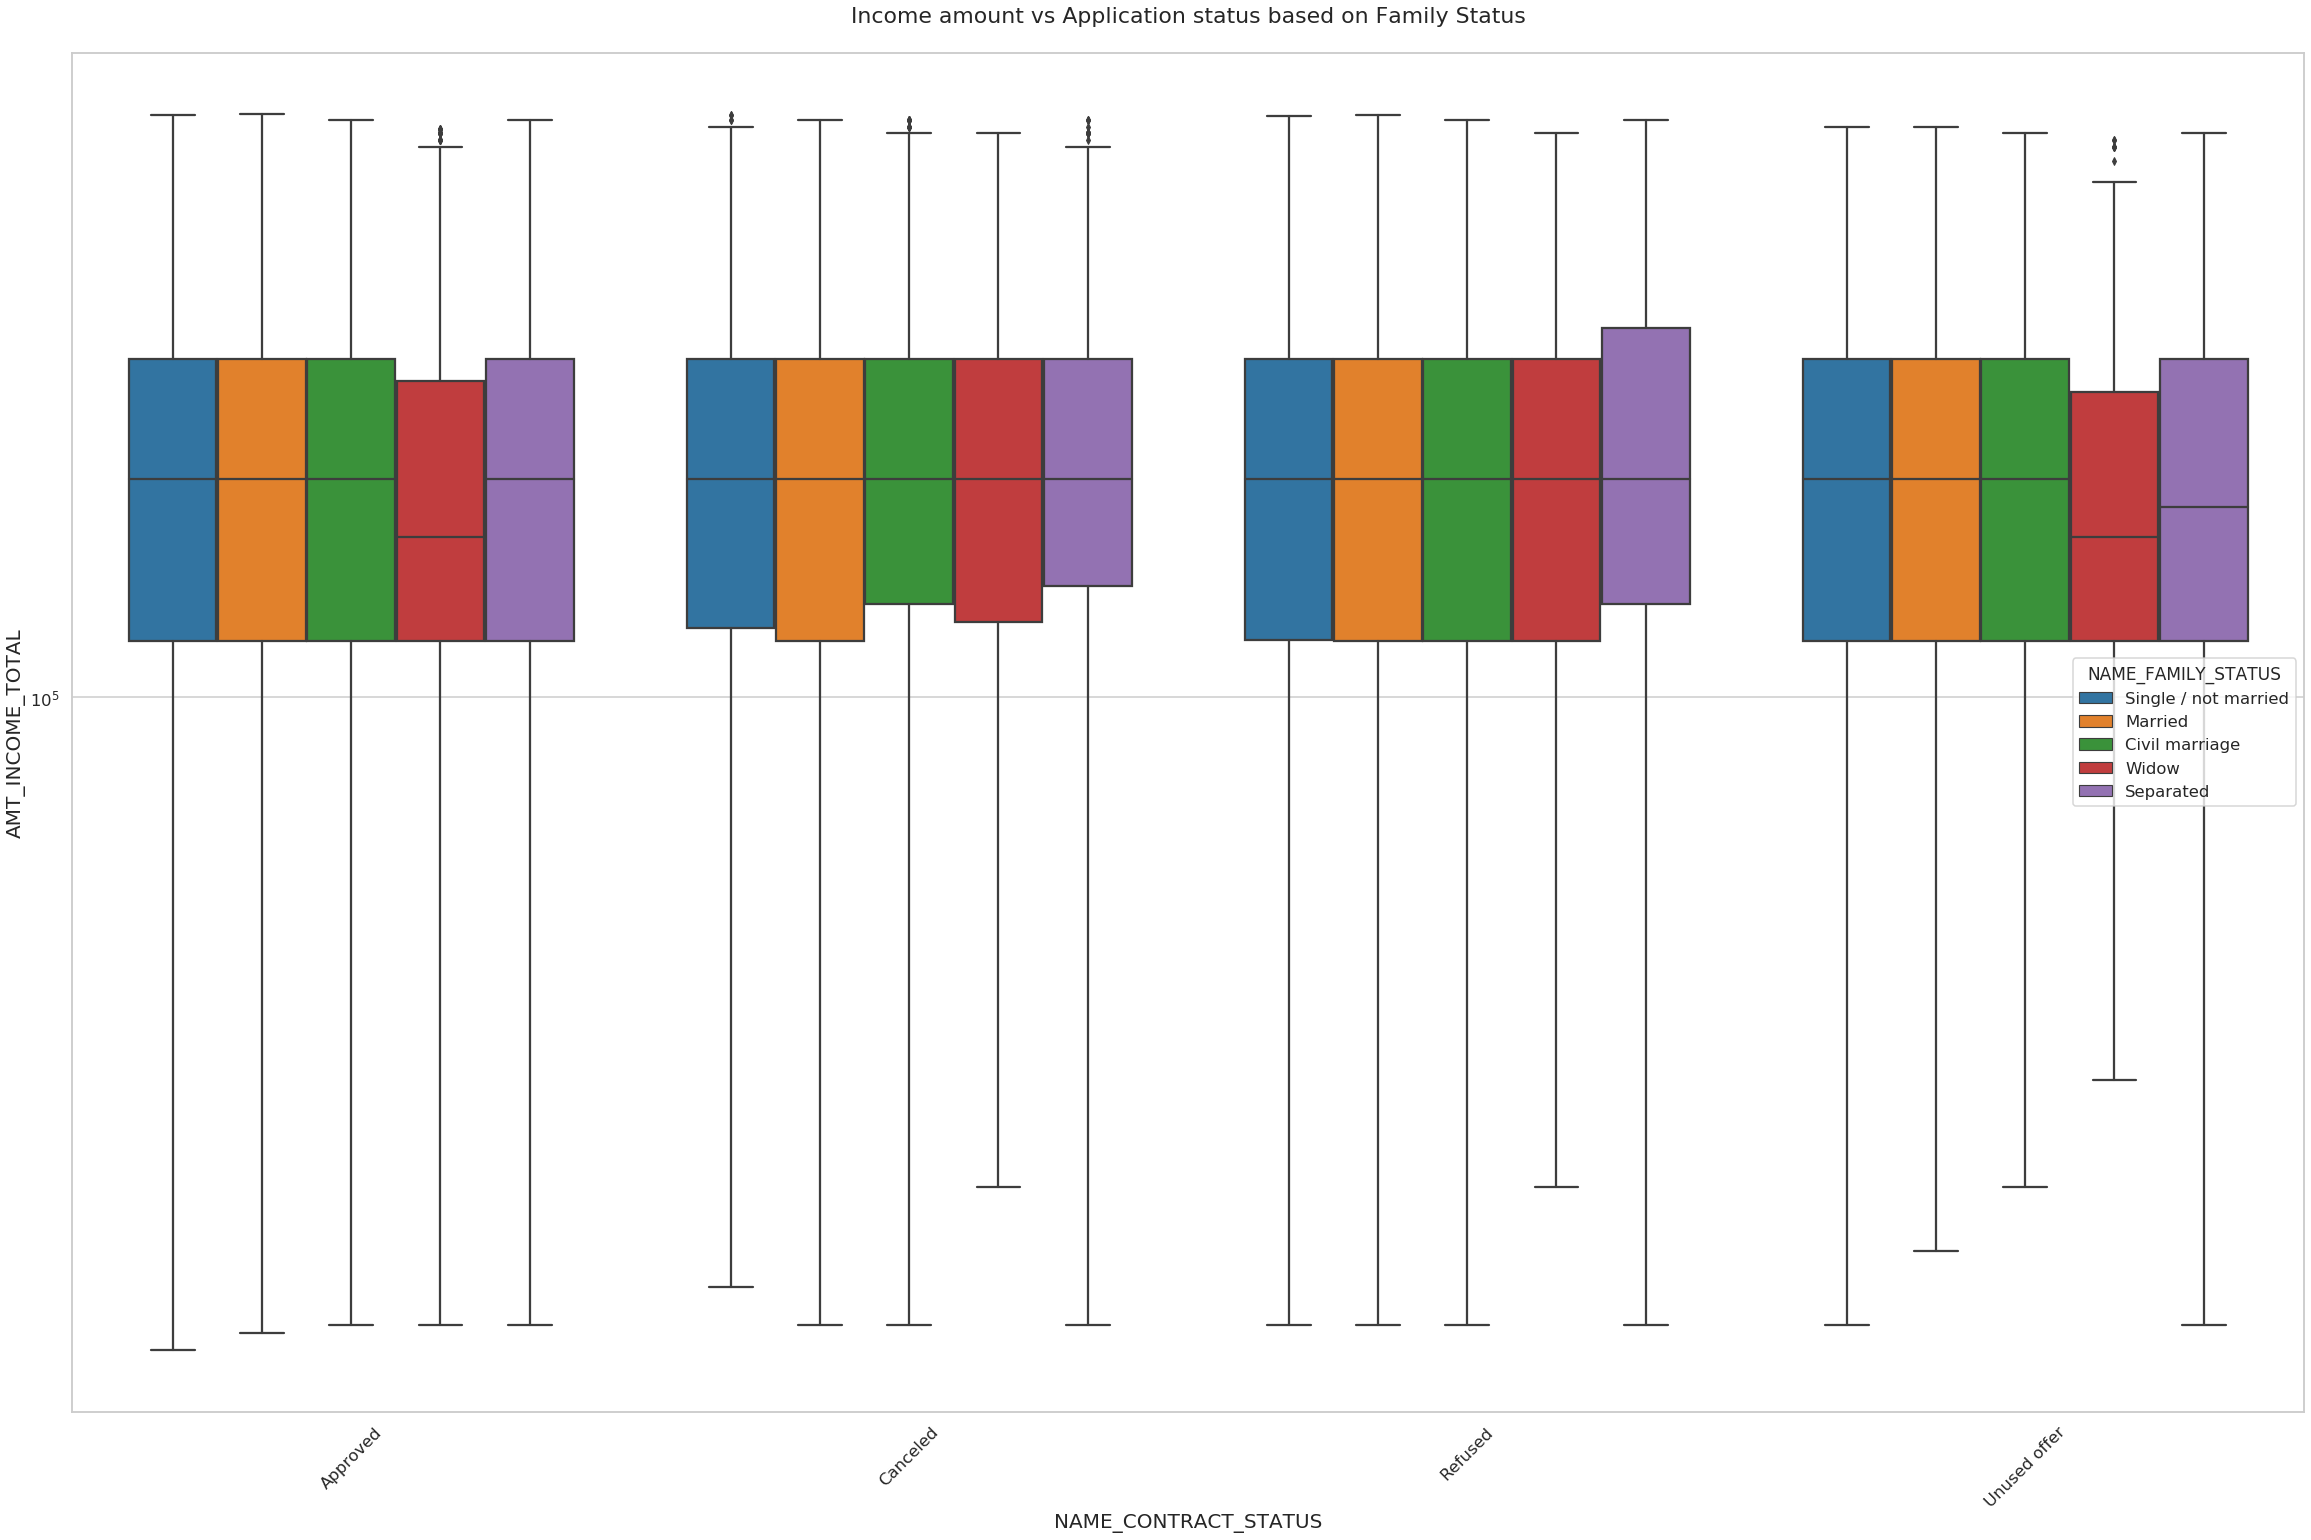 Income amount vs Application status based on Family Status
AMT_INCOME_TOTAL
10⁵
NAME_FAMILY_STATUS
Single / not married
Married
Civil marriage
Widow
Separated
Approved
Canceled
Refused
Unused offer
NAME_CONTRACT_STATUS